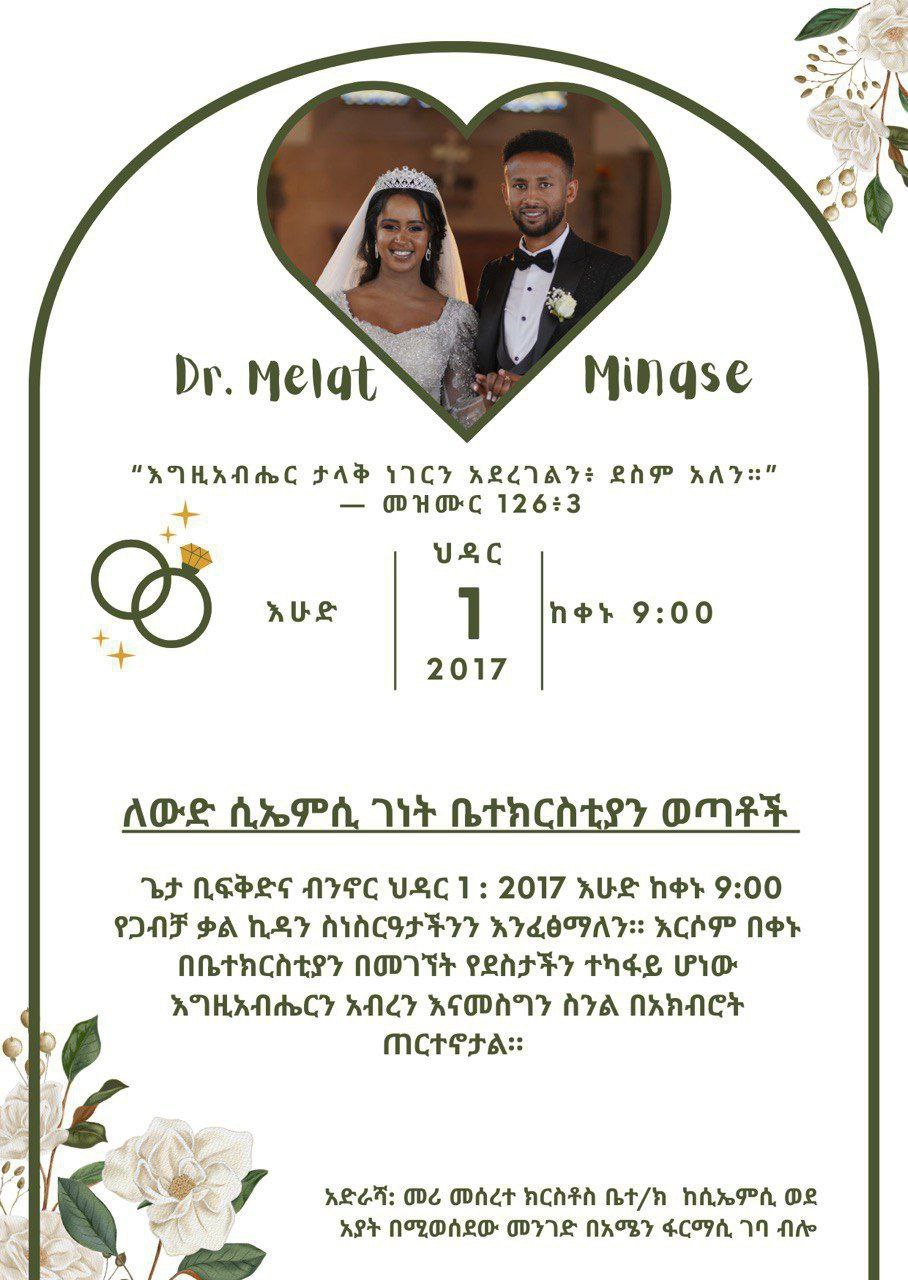 Dr. Melat
Minase
“እግዚአብሔር ታላቅ ነገርን አደረገልን፥ ደስም አለን።”
— መዝሙር 126፥3
ህዳር
እሁድ
1
ከቀኑ 9:00
2017
ለውድ ሲኤምሲ ገነት ቤተክርስቲያን ወጣቶች
ጌታ ቢፍቅድና ብንኖር ህዳር 1 : 2017 እሁድ ከቀኑ 9:00
የጋብቻ ቃል ኪዳን ስነስርዓታችንን እንፈፅማለን። እርሶም በቀኑ
በቤተክርስቲያን በመገኘት የደስታችን ተካፋይ ሆነው
እግዚአብሔርን አብረን እናመስግን ስንል በአክብሮት
ጠርተኖታል።
አድራሻ: መሪ መሰረተ ክርስቶስ ቤተ/ክ ከሲኤምሲ ወደ
አያት በሚወሰደው መንገድ በአሜን ፋርማሲ ገባ ብሎ